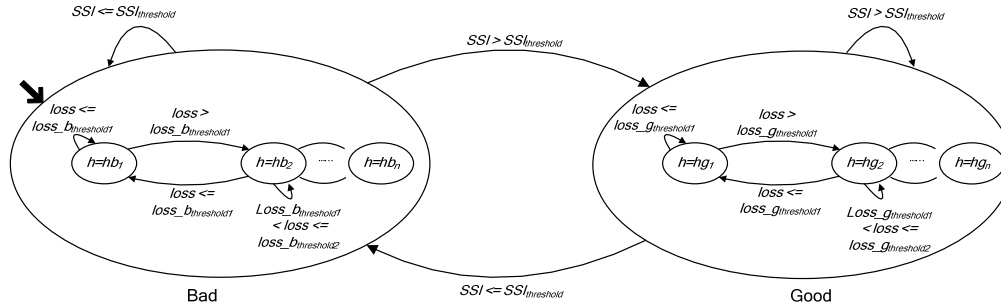 SSI <= SSIthreshold
SSI > SSIthreshold
SSI > SSIthreshold
loss <=
loss_bthreshold1
loss >
loss_bthreshold1
h=hb1
h=hb2
......
h=hbn
loss <=
loss_bthreshold1
Loss_bthreshold1
< loss <=
loss_bthreshold2
Bad
loss <=
loss_gthreshold1
loss >
loss_gthreshold1
h=hg1
h=hg2
......
h=hgn
loss <=
loss_gthreshold1
Loss_gthreshold1
< loss <=
loss_gthreshold2
SSI <= SSIthreshold
Good